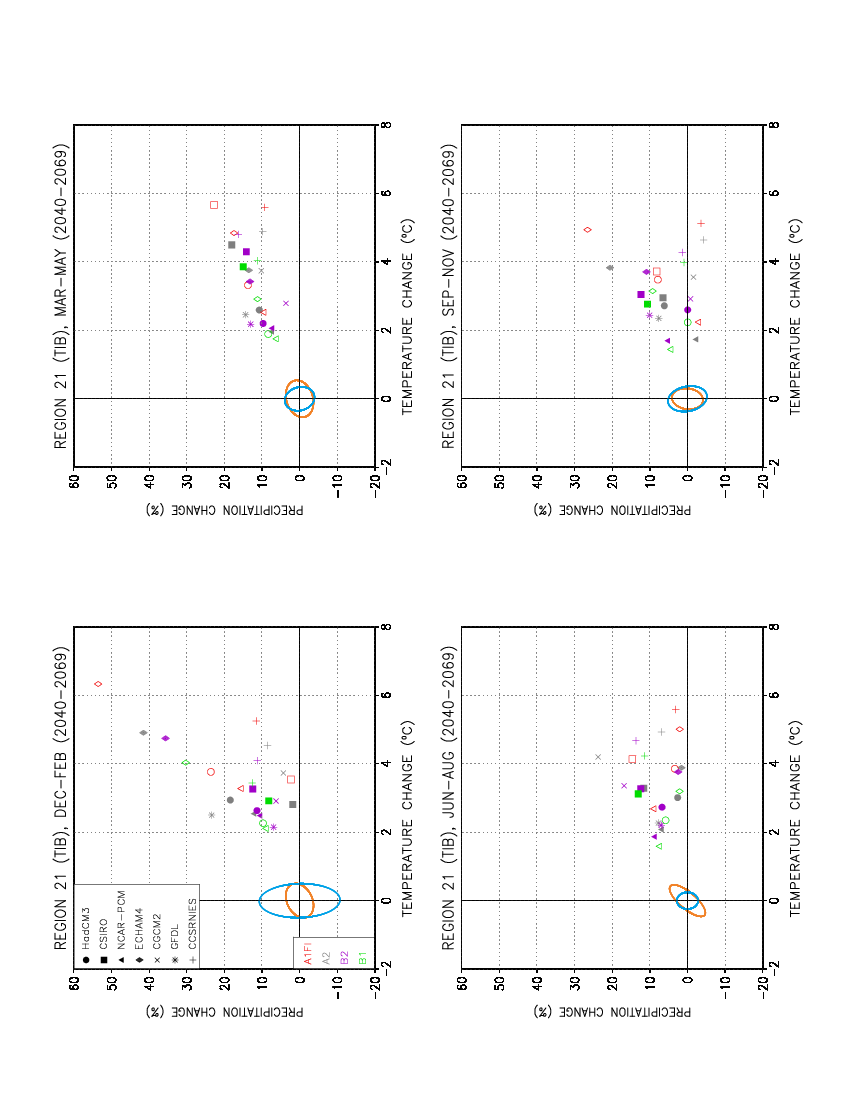 REGION 21 (TIB), DEC-FEB (2040-2069)
PRECIPITATION CHANGE (%)
60
50
40
30
20
10
0
-10
-20
HadCM3
CSIRO
NCAR-PCM
ECHAM4
CGCM2
GFDL
CCSRNIES
A1FI
A2
B2
B1
-2
0
2
4
6
8
TEMPERATURE CHANGE (°C)
REGION 21 (TIB), MAR-MAY (2040-2069)
PRECIPITATION CHANGE (%)
60
50
40
30
20
10
0
-10
-20
-2
0
2
4
6
8
TEMPERATURE CHANGE (°C)
REGION 21 (TIB), JUN-AUG (2040-2069)
PRECIPITATION CHANGE (%)
60
50
40
30
20
10
0
-10
-20
-2
0
2
4
6
8
TEMPERATURE CHANGE (°C)
REGION 21 (TIB), SEP-NOV (2040-2069)
PRECIPITATION CHANGE (%)
60
50
40
30
20
10
0
-10
-20
-2
0
2
4
6
8
TEMPERATURE CHANGE (°C)